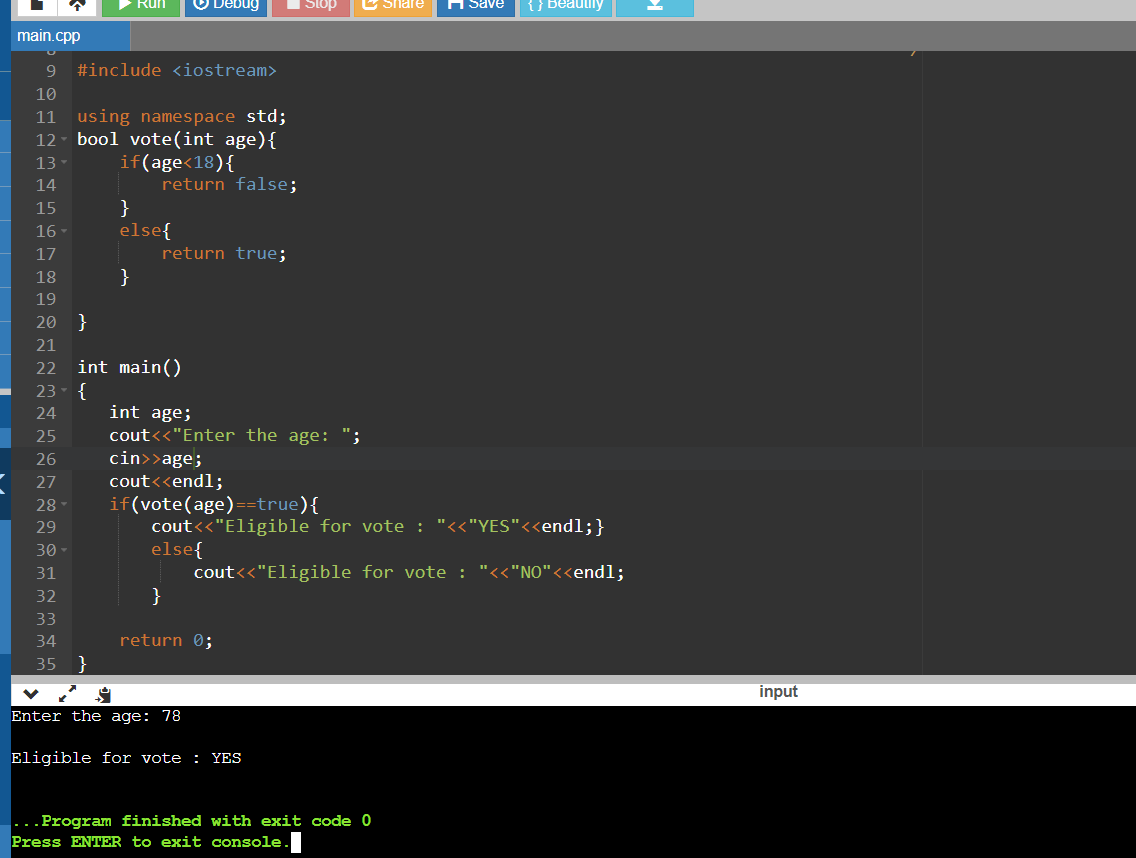 Run Debug Stop Share Save { } Beautify
main.cpp
8
9 #include <iostream>
10
11 using namespace std;
12 bool vote(int age){
13     if(age<18){
14         return false;
15     }
16     else{
17         return true;
18     }
19
20 }
21
22 int main()
23 {
24    int age;
25    cout<<"Enter the age: ";
26    cin>>age;
27    cout<<endl;
28    if(vote(age)==true){
29        cout<<"Eligible for vote : "<<"YES"<<endl;}
30        else{
31            cout<<"Eligible for vote : "<<"NO"<<endl;
32        }
33
34     return 0;
35 }
input
Enter the age: 78
Eligible for vote : YES
...Program finished with exit code 0
Press ENTER to exit console.